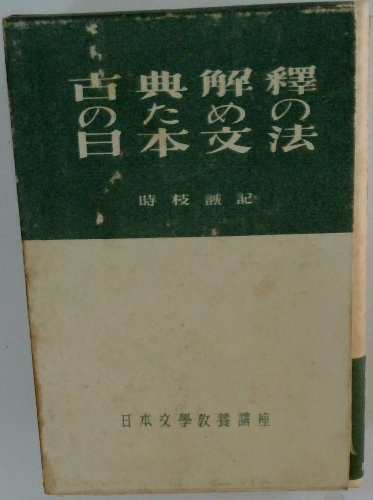 古典解釋
のための
日本文法
時枝誠記
日本文學教養講座